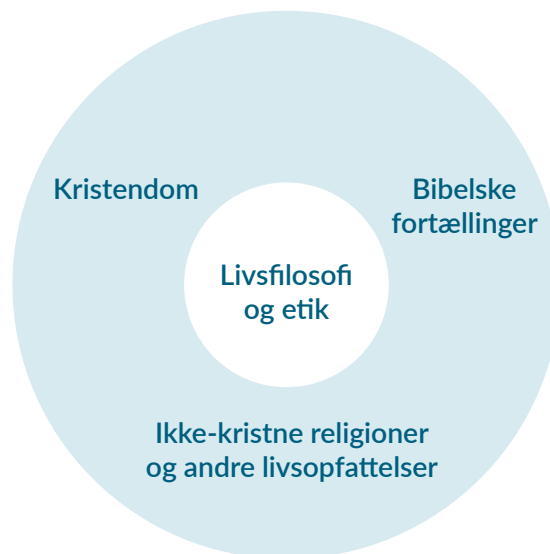 Kristendom
Bibelske
fortællinger
Livsfilosofi
og etik
Ikke-kristne religioner
og andre livsopfattelser